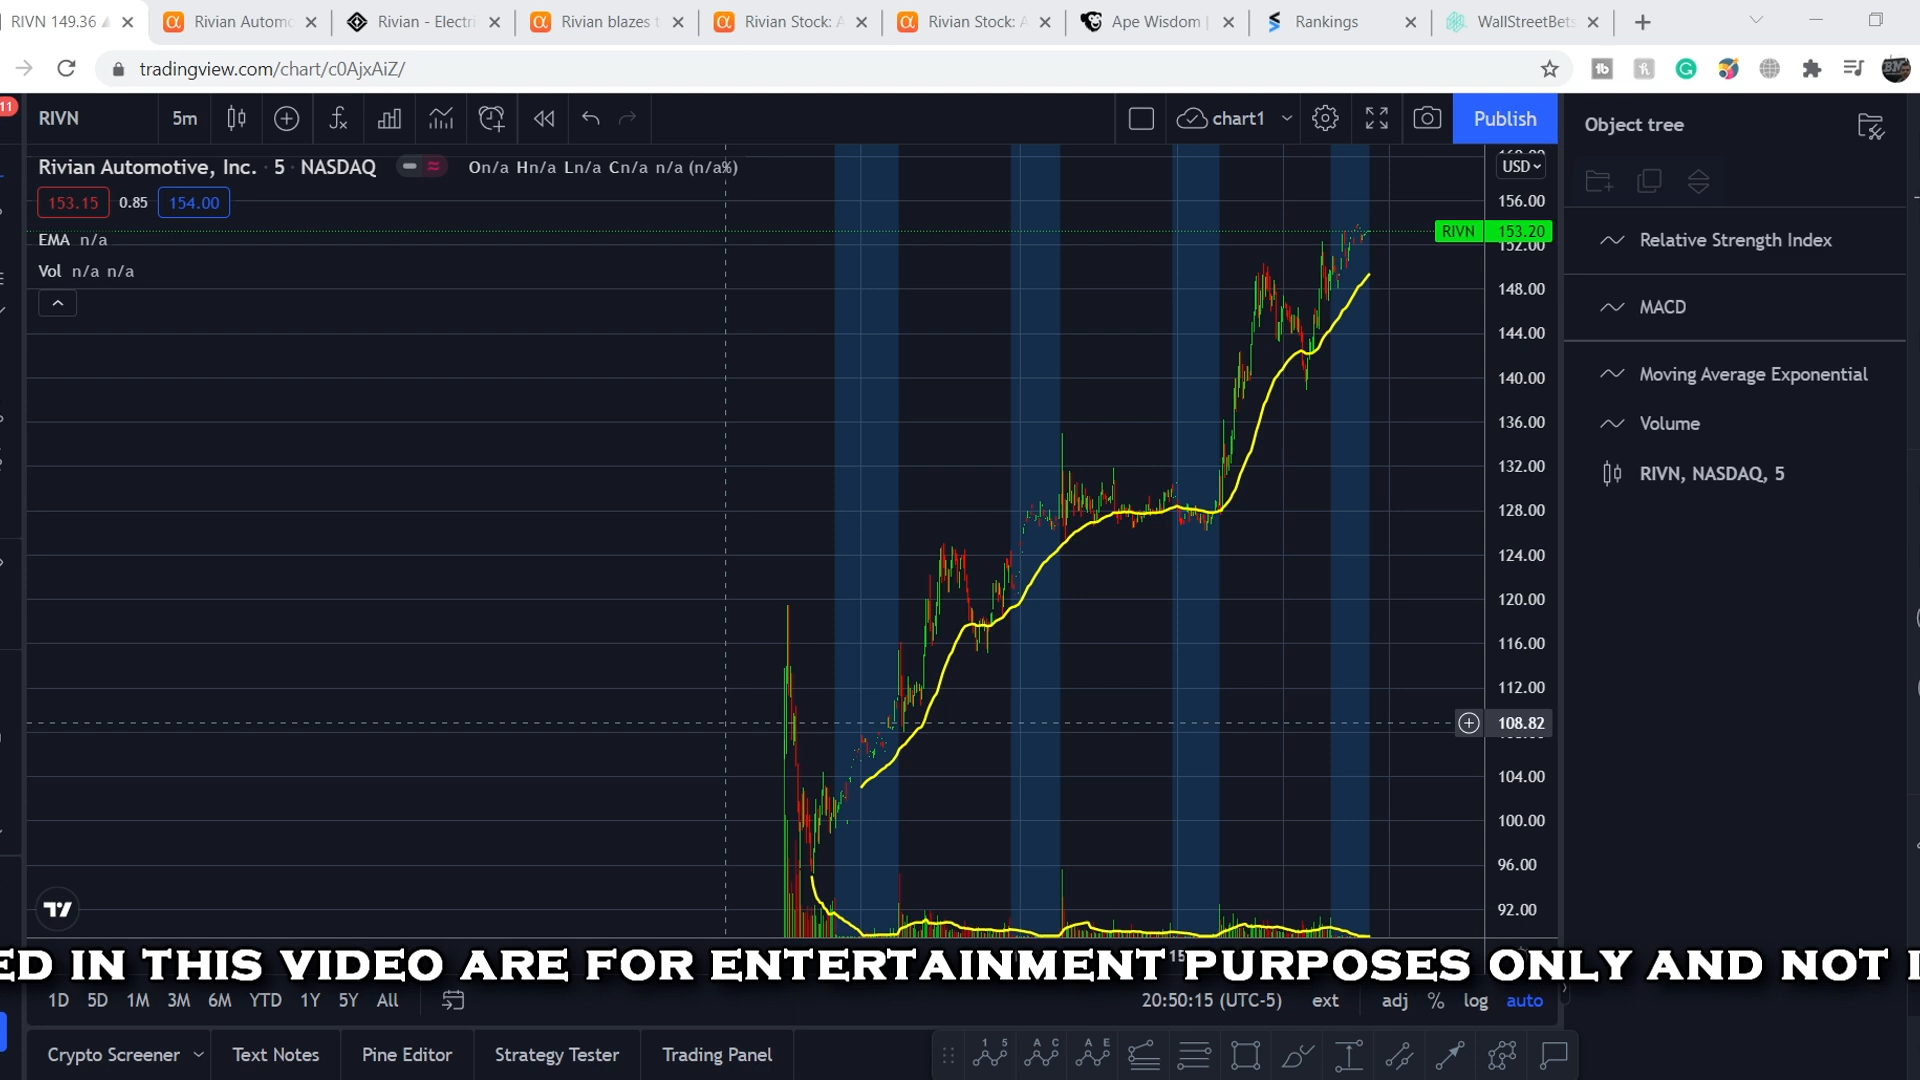 RIVN 149.36
Rivian Automo
Rivian - Electri
Rivian blazes t
Rivian Stock: A
Rivian Stock: A
Ape Wisdom |
Rankings
WallStreetBets
tradingview.com/chart/c0AjxAiZ/
11
RIVN
5m
chart1
Publish
Object tree
Rivian Automotive, Inc. · 5 · NASDAQ
On/a Hn/a Ln/a Cn/a n/a (n/a%)
USD
153.15
0.85
154.00
EMA n/a
Vol n/a n/a
156.00
RIVN 153.20
152.00
148.00
144.00
140.00
136.00
132.00
128.00
124.00
120.00
116.00
112.00
108.82
104.00
100.00
96.00
92.00
Relative Strength Index
MACD
Moving Average Exponential
Volume
RIVN, NASDAQ, 5
ED IN THIS VIDEO ARE FOR ENTERTAINMENT PURPOSES ONLY AND NOT
1D 5D 1M 3M 6M YTD 1Y 5Y All
20:50:15 (UTC-5)
ext
adj % log auto
Crypto Screener
Text Notes
Pine Editor
Strategy Tester
Trading Panel